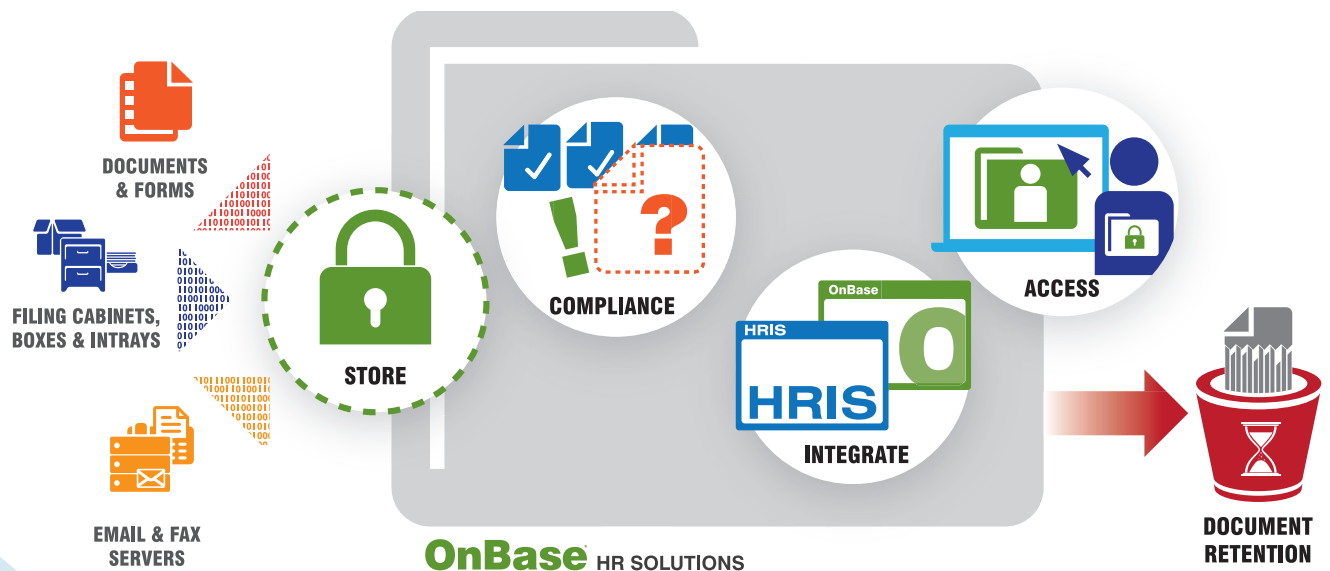 DOCUMENTS
& FORMS
FILING CABINETS,
BOXES & INTRAYS
EMAIL & FAX
SERVERS
STORE
!
?
COMPLIANCE
OnBase
O
HRIS
HRIS
INTEGRATE
ACCESS
DOCUMENT
RETENTION
OnBase HR SOLUTIONS